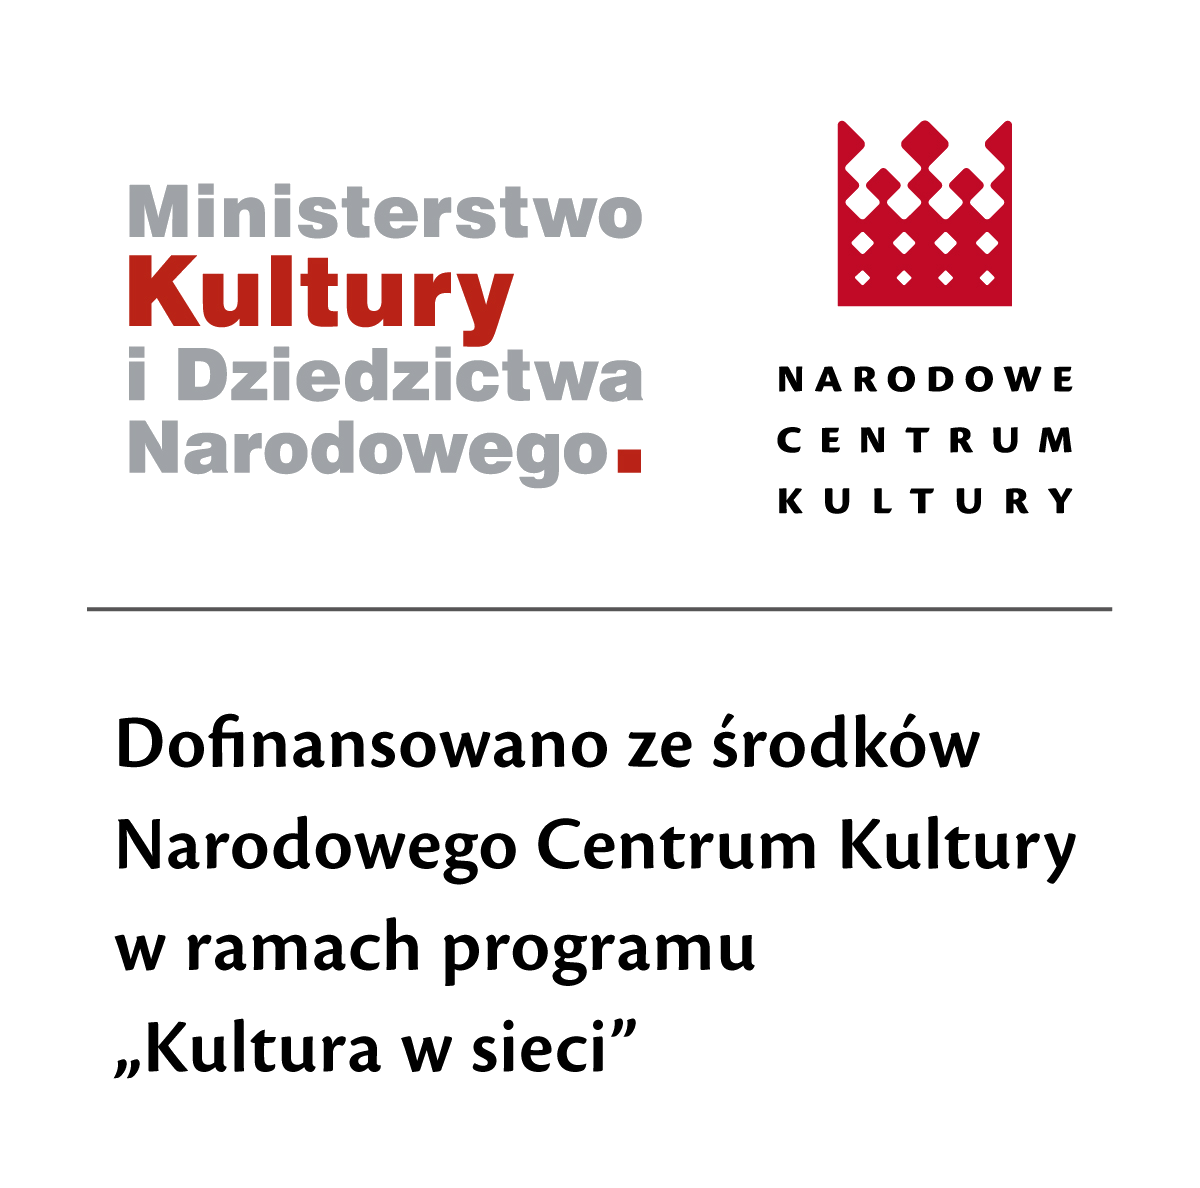 Ministerstwo
Kultury
i Dziedzictwa
Narodowego.
NARODOWE
CENTRUM
KULTURY
Dofinansowano ze środków
Narodowego Centrum Kultury
w ramach programu
„Kultura w sieci”